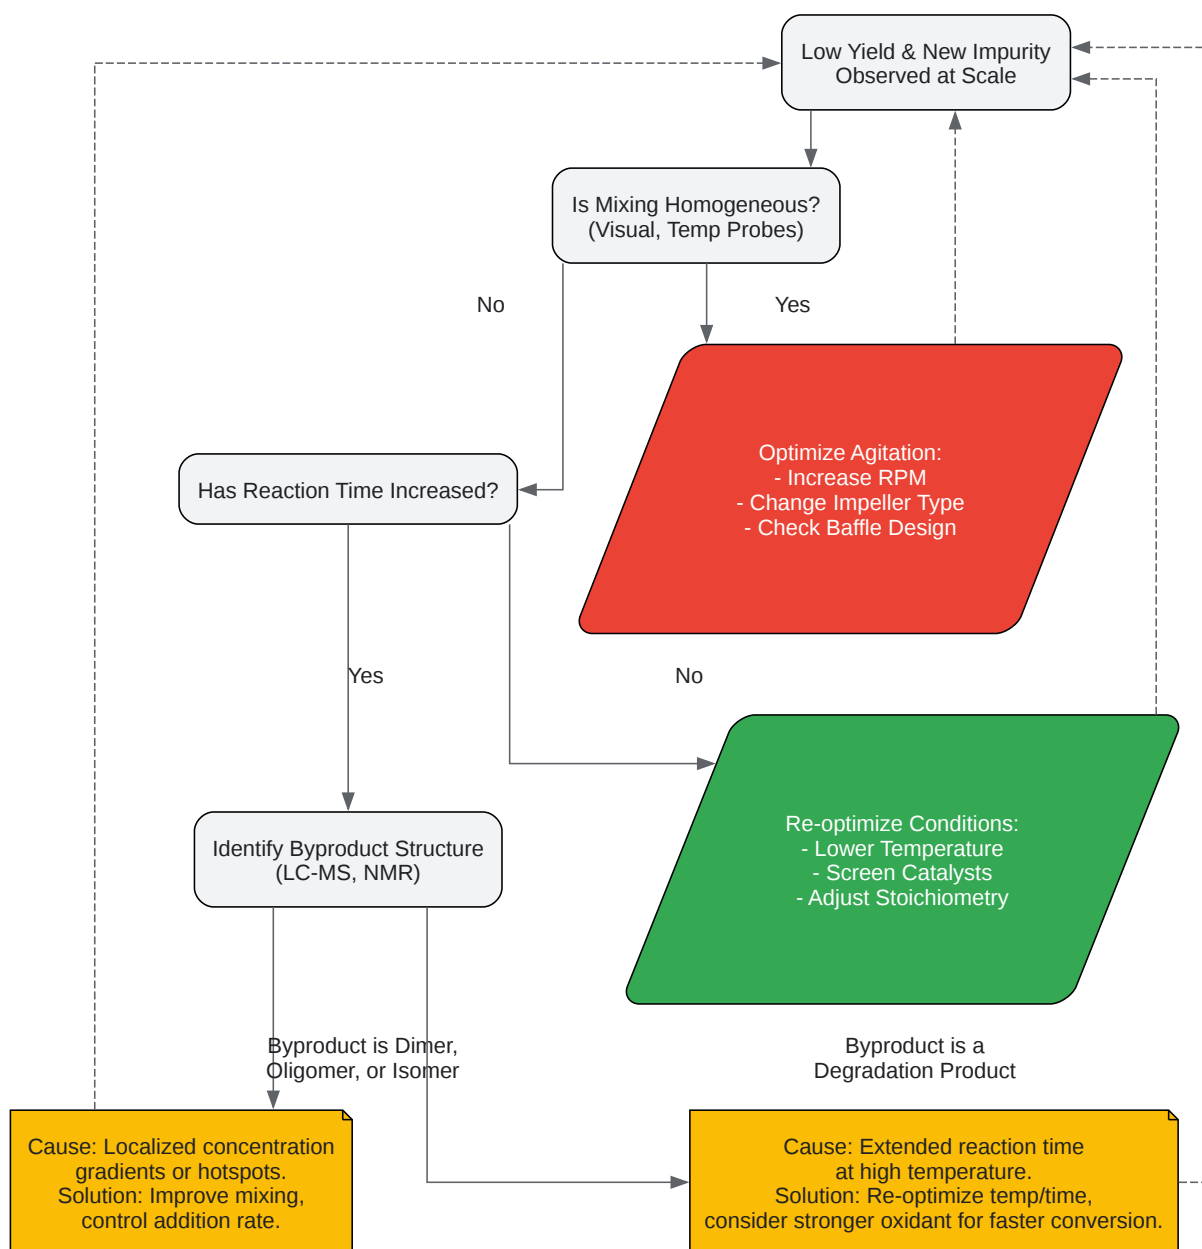 Low Yield & New Impurity
Observed at Scale
Is Mixing Homogeneous?
(Visual, Temp Probes)
No
Yes
Optimize Agitation:
- Increase RPM
- Change Impeller Type
- Check Baffle Design
Has Reaction Time Increased?
Yes
No
Re-optimize Conditions:
- Lower Temperature
- Screen Catalysts
- Adjust Stoichiometry
Identify Byproduct Structure
(LC-MS, NMR)
Byproduct is Dimer,
Oligomer, or Isomer
Byproduct is a
Degradation Product
Cause: Localized concentration
gradients or hotspots.
Solution: Improve mixing,
control addition rate.
Cause: Extended reaction time
at high temperature.
Solution: Re-optimize temp/time,
consider stronger oxidant for faster conversion.